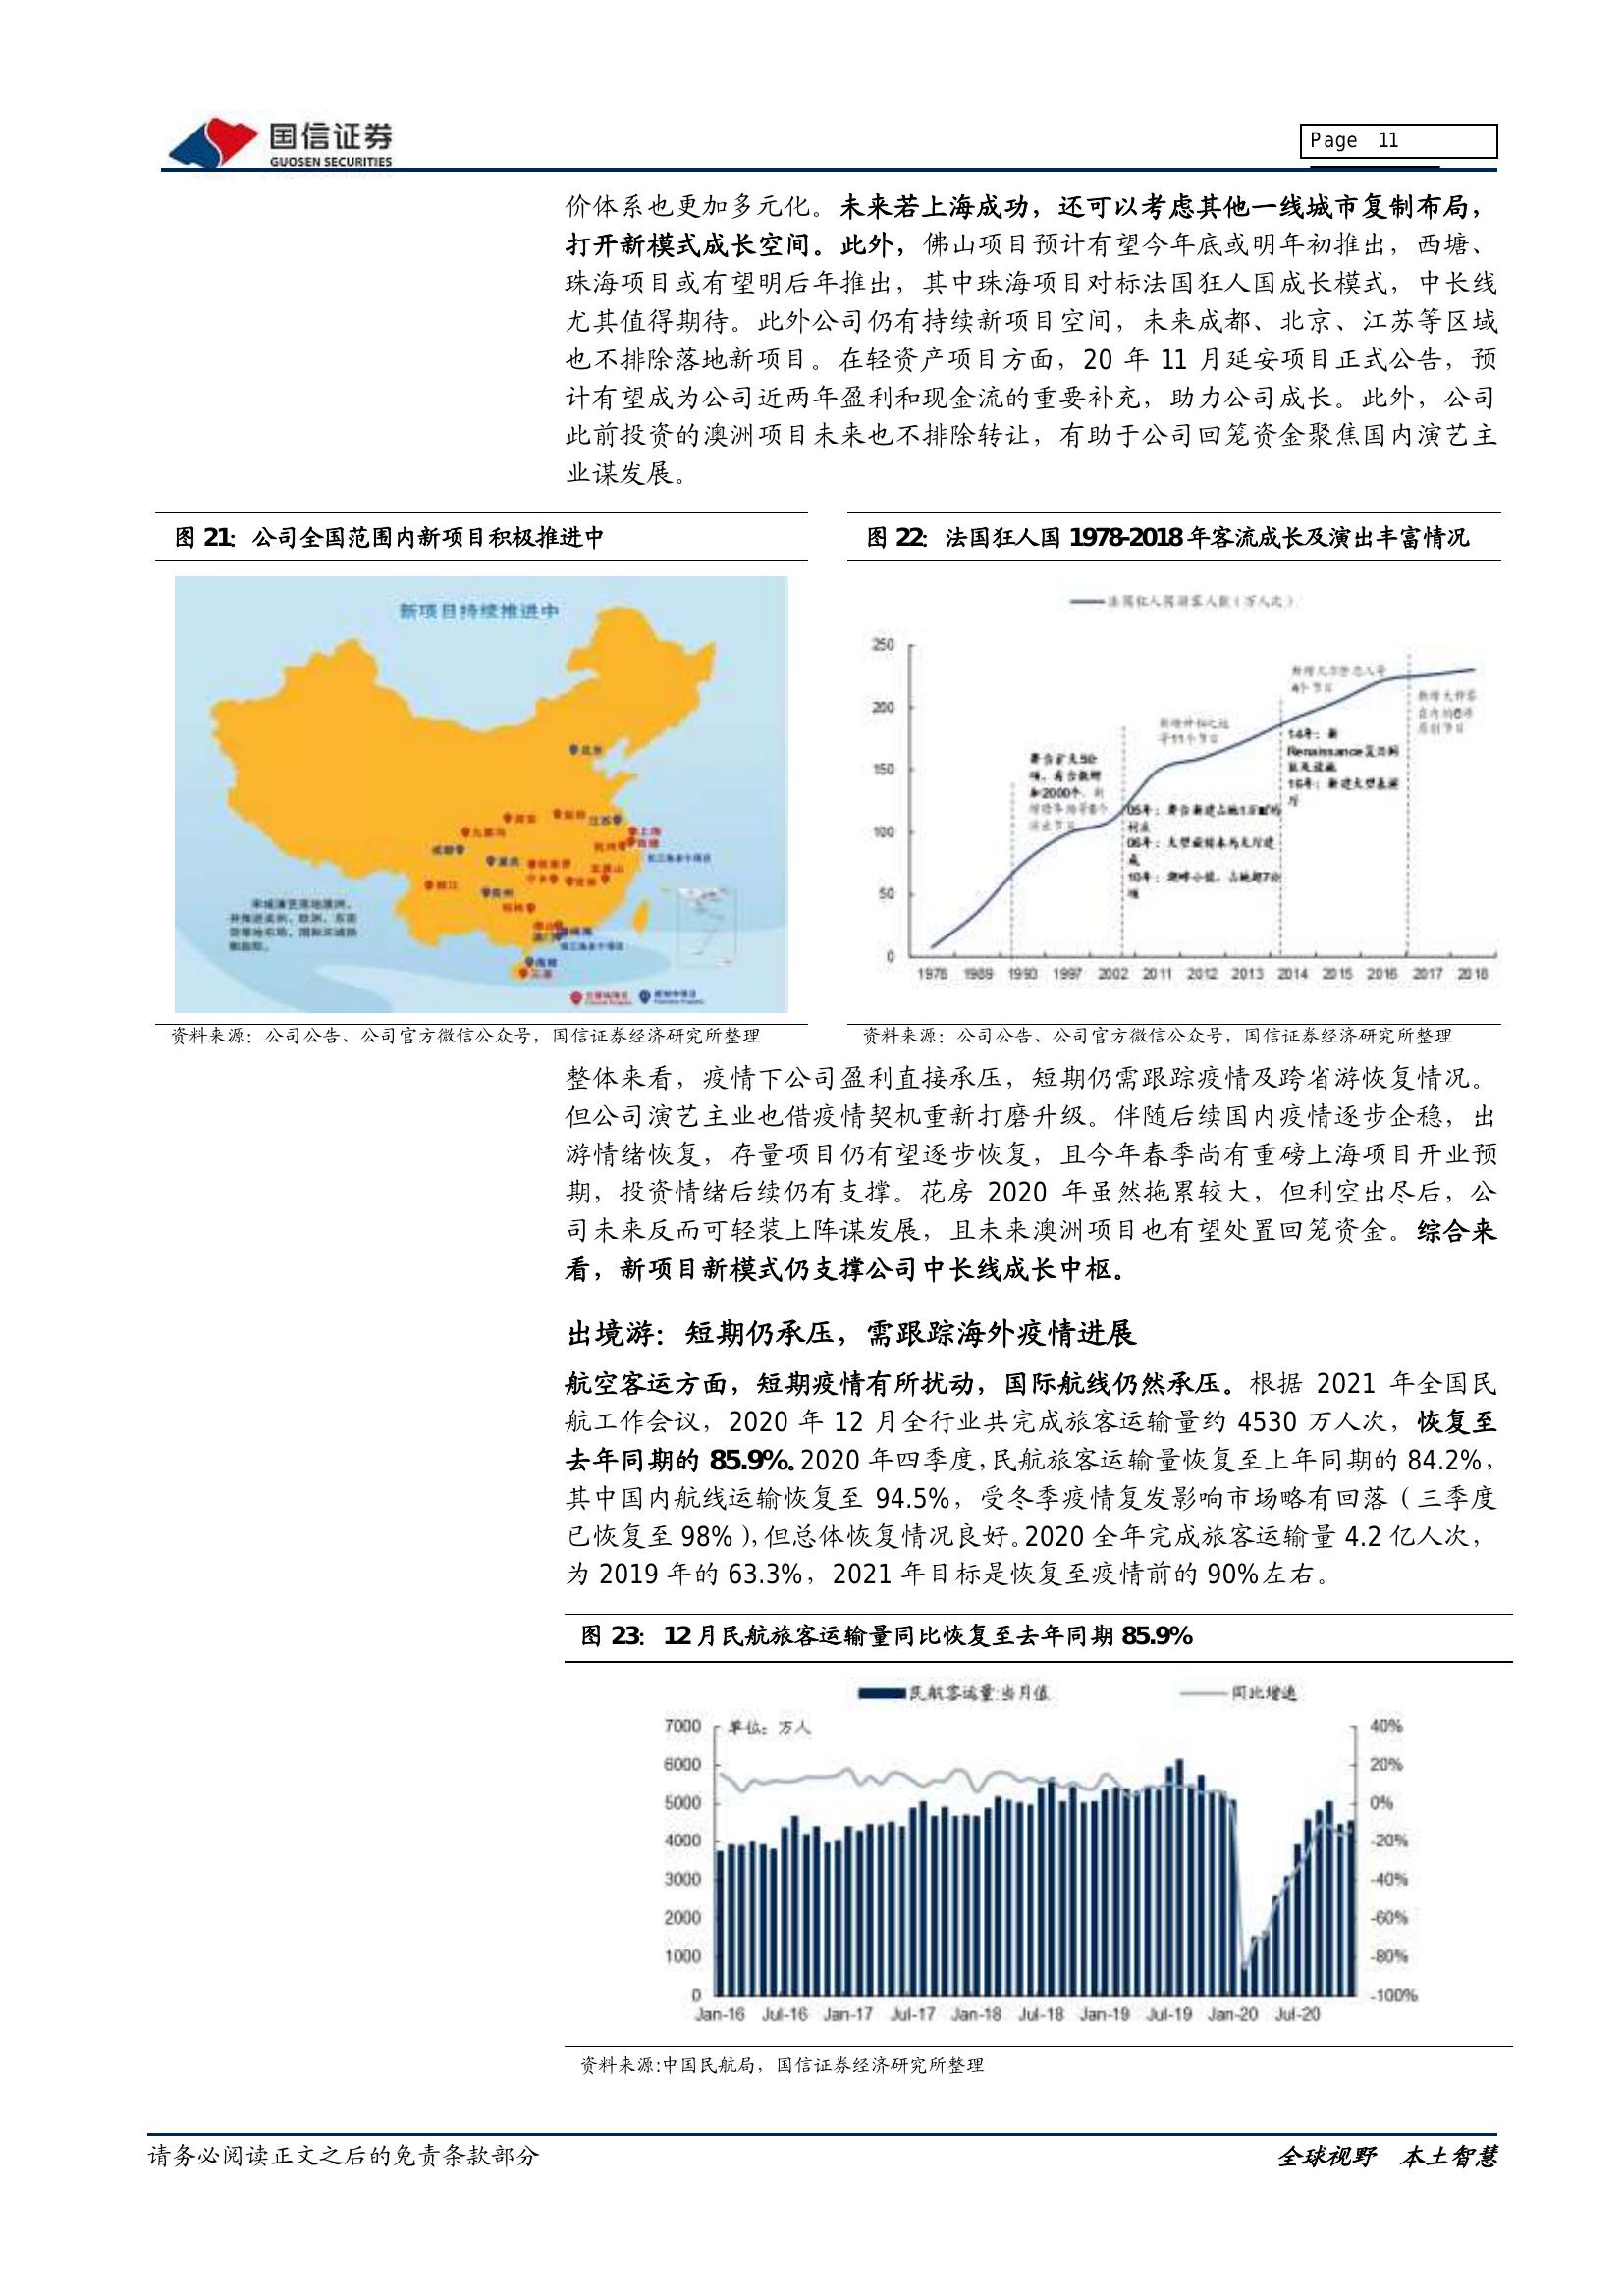 国信证券
GUOSEN SECURITIES
Page 11
价体系也更加多元化。未来若上海成功，还可以考虑其他一线城市复制布局，
打开新模式成长空间。此外，佛山项目预计有望今年底或明年初推出，西塘、
珠海项目或有望明后年推出，其中珠海项目对标法国狂人国成长模式，中长线
尤其值得期待。此外公司仍有持续新项目空间，未来成都、北京、江苏等区域
也不排除落地新项目。在轻资产项目方面，20 年 11 月延安项目正式公告，预
计有望成为公司近两年盈利和现金流的重要补充，助力公司成长。此外，公司
此前投资的澳洲项目未来也不排除转让，有助于公司回笼资金聚焦国内演艺主
业谋发展。
图 21：公司全国范围内新项目积极推进中
新项目持续推进中
北京
西安
江苏
九寨沟
上海
成都
重庆
杭州
丽江
贵州
桂林
三亚
资料来源：公司公告、公司官方微信公众号，国信证券经济研究所整理
图 22：法国狂人国 1978-2018 年客流成长及演出丰富情况
法国狂人国游客人数（万人次）
250
200
150
100
50
0
1978 1989 1993 1997 2002 2011 2012 2013 2014 2015 2016 2017 2018
14年：新
Renaissance
资料来源：公司公告、公司官方微信公众号，国信证券经济研究所整理
整体来看，疫情下公司盈利直接承压，短期仍需跟踪疫情及跨省游恢复情况。
但公司演艺主业也借疫情契机重新打磨升级。伴随后续国内疫情逐步企稳，出
游情绪恢复，存量项目仍有望逐步恢复，且今年春季尚有重磅上海项目开业预
期，投资情绪后续仍有支撑。花房 2020 年虽然拖累较大，但利空出尽后，公
司未来反而可轻装上阵谋发展，且未来澳洲项目也有望处置回笼资金。综合来
看，新项目新模式仍支撑公司中长线成长中枢。
出境游：短期仍承压，需跟踪海外疫情进展
航空客运方面，短期疫情有所扰动，国际航线仍然承压。根据 2021 年全国民
航工作会议，2020 年 12 月全行业共完成旅客运输量约 4530 万人次，恢复至
去年同期的 85.9%。2020 年四季度，民航旅客运输量恢复至上年同期的 84.2%，
其中国内航线运输恢复至 94.5%，受冬季疫情复发影响市场略有回落（三季度
已恢复至 98%），但总体恢复情况良好。2020 全年完成旅客运输量 4.2 亿人次，
为 2019 年的 63.3%，2021 年目标是恢复至疫情前的 90%左右。
图 23：12 月民航旅客运输量同比恢复至去年同期 85.9%
民航客运量:当月值 同比增速
单位：万人
7000
6000
5000
4000
3000
2000
1000
0
40%
20%
0%
-20%
-40%
-60%
-80%
-100%
Jan-16 Jul-16 Jan-17 Jul-17 Jan-18 Jul-18 Jan-19 Jul-19 Jan-20 Jul-20
资料来源:中国民航局，国信证券经济研究所整理
请务必阅读正文之后的免责条款部分
全球视野 本土智慧